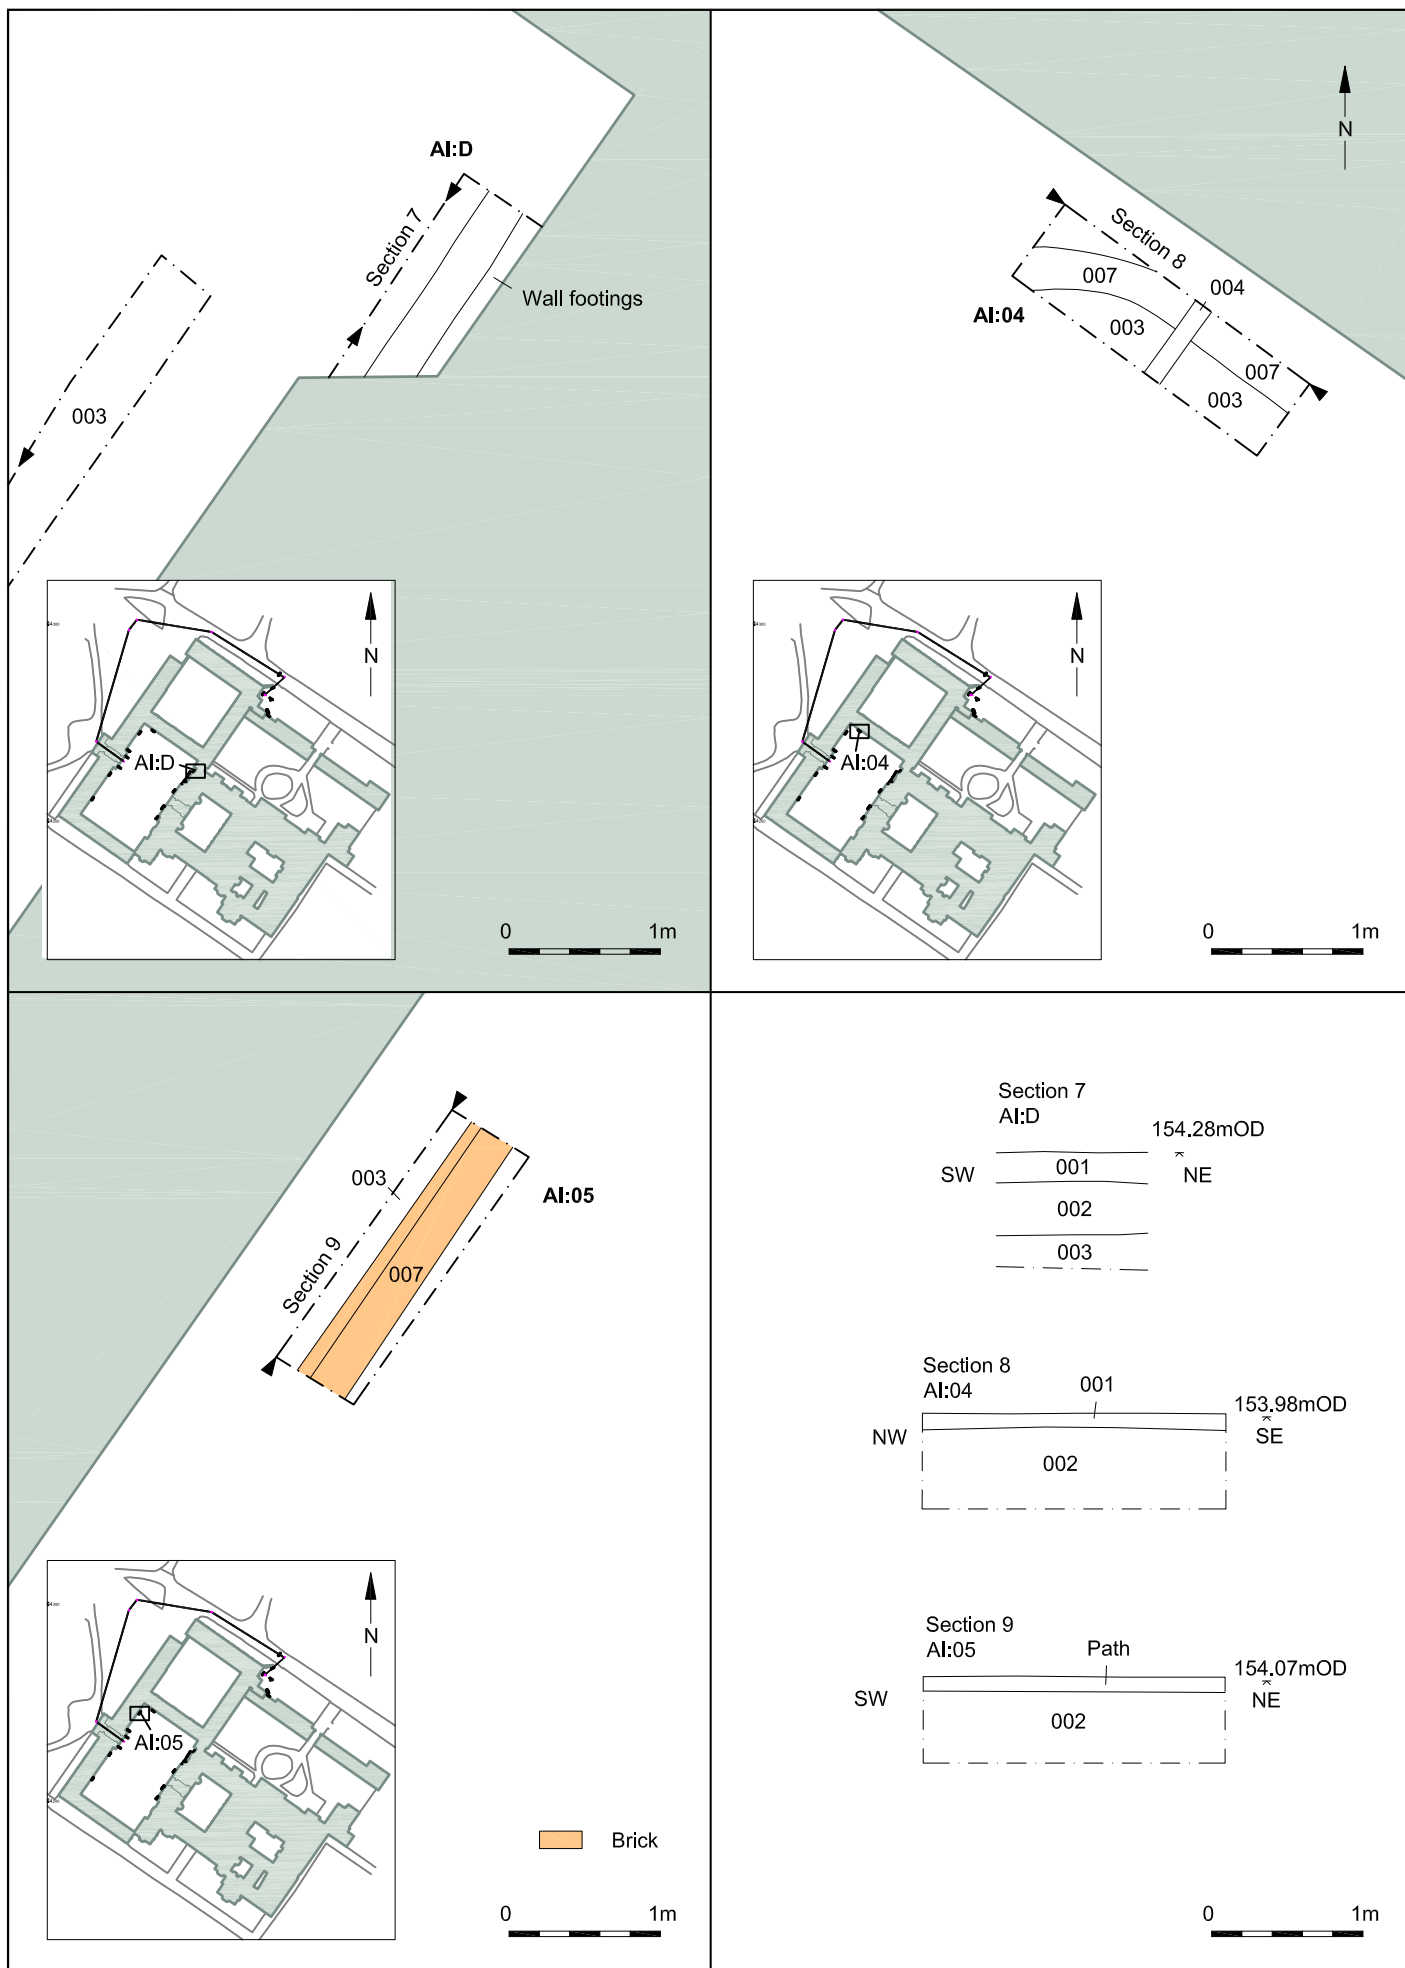 AI:D
Section 7
Wall footings
003
N
AI:D
0 1m
N
Section 8
007
004
AI:04
003
007
003
N
AI:04
0 1m
003
AI:05
Section 9
007
N
AI:05
Brick
0 1m
Section 7
AI:D
154.28mOD
SW
001
NE
002
003
Section 8
AI:04
001
153.98mOD
NW
SE
002
Section 9
AI:05
Path
154.07mOD
SW
NE
002
0 1m